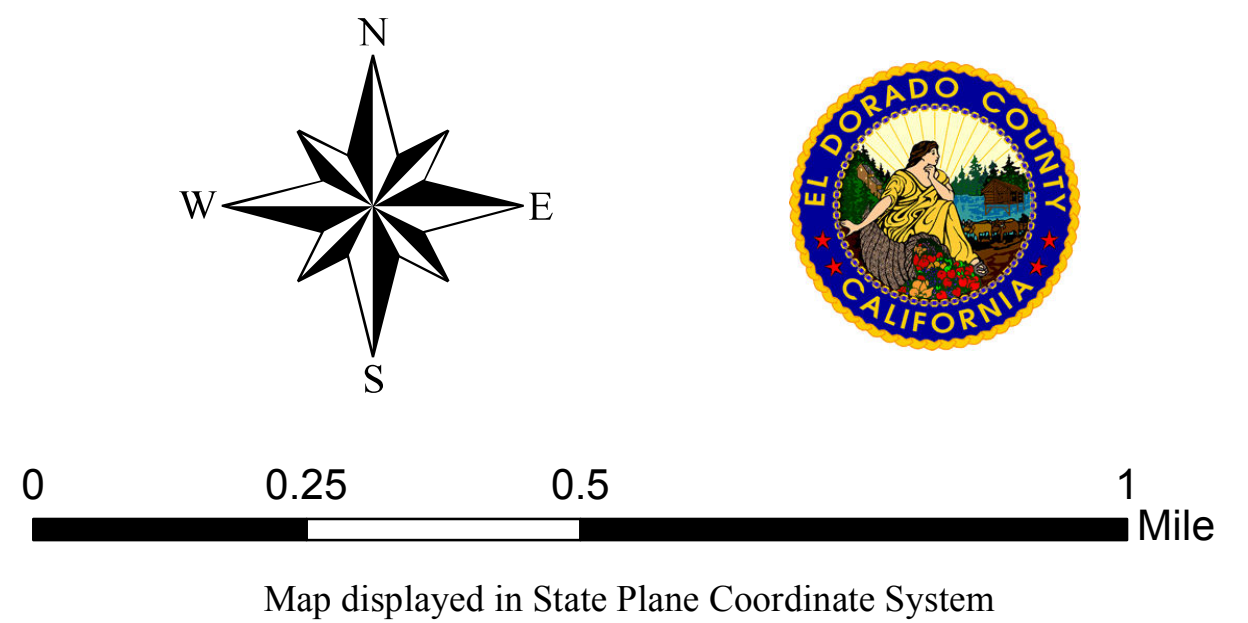 N
W
E
S
EL DORADO COUNTY
CALIFORNIA
0 0.25 0.5 1
Mile
Map displayed in State Plane Coordinate System